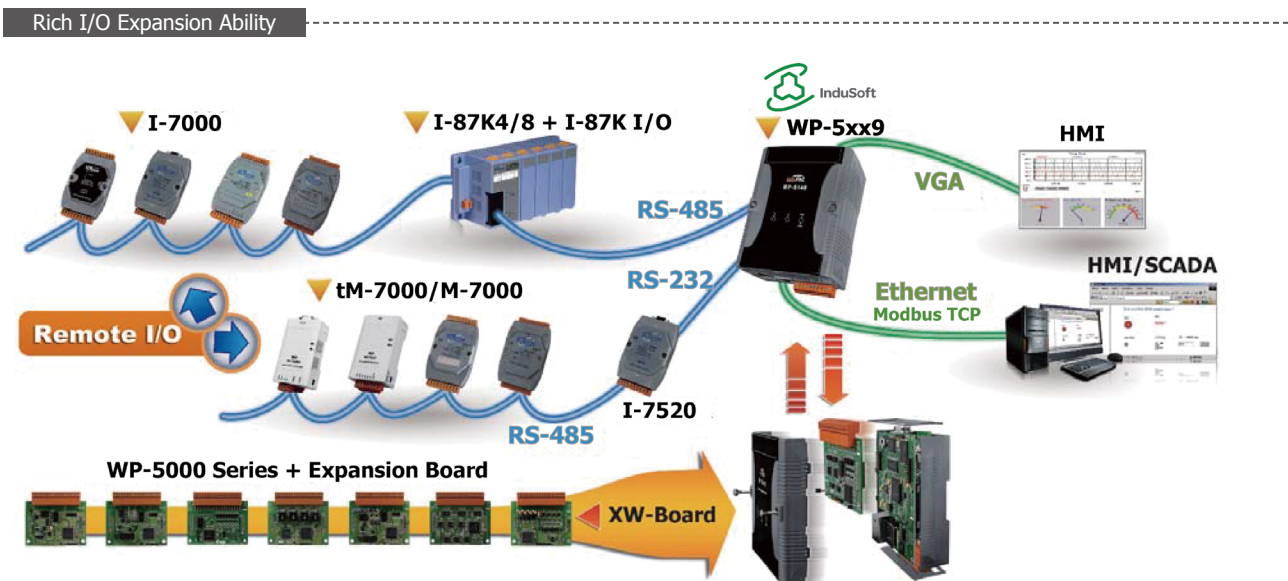 Rich I/O Expansion Ability
InduSoft
I-7000
I-87K4/8 + I-87K I/O
WP-5xx9
HMI
VGA
RS-485
RS-232
HMI/SCADA
tM-7000/M-7000
Ethernet
Modbus TCP
Remote I/O
I-7520
RS-485
WP-5000 Series + Expansion Board
XW-Board